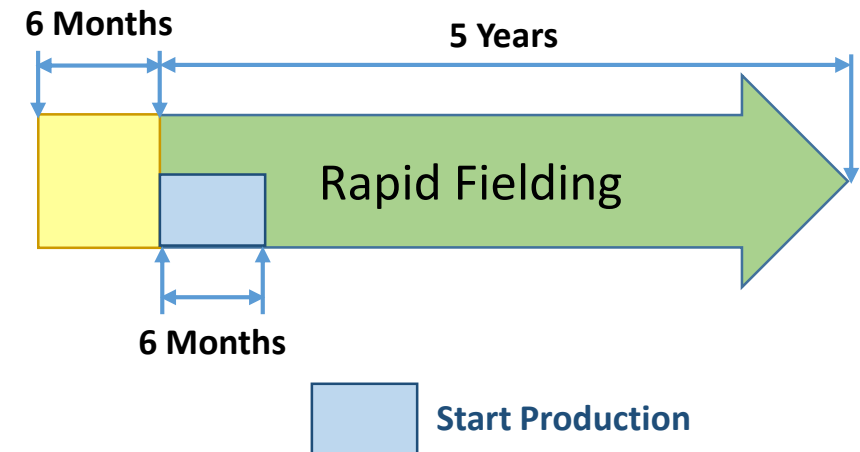 6 Months
5 Years
Rapid Fielding
6 Months
Start Production